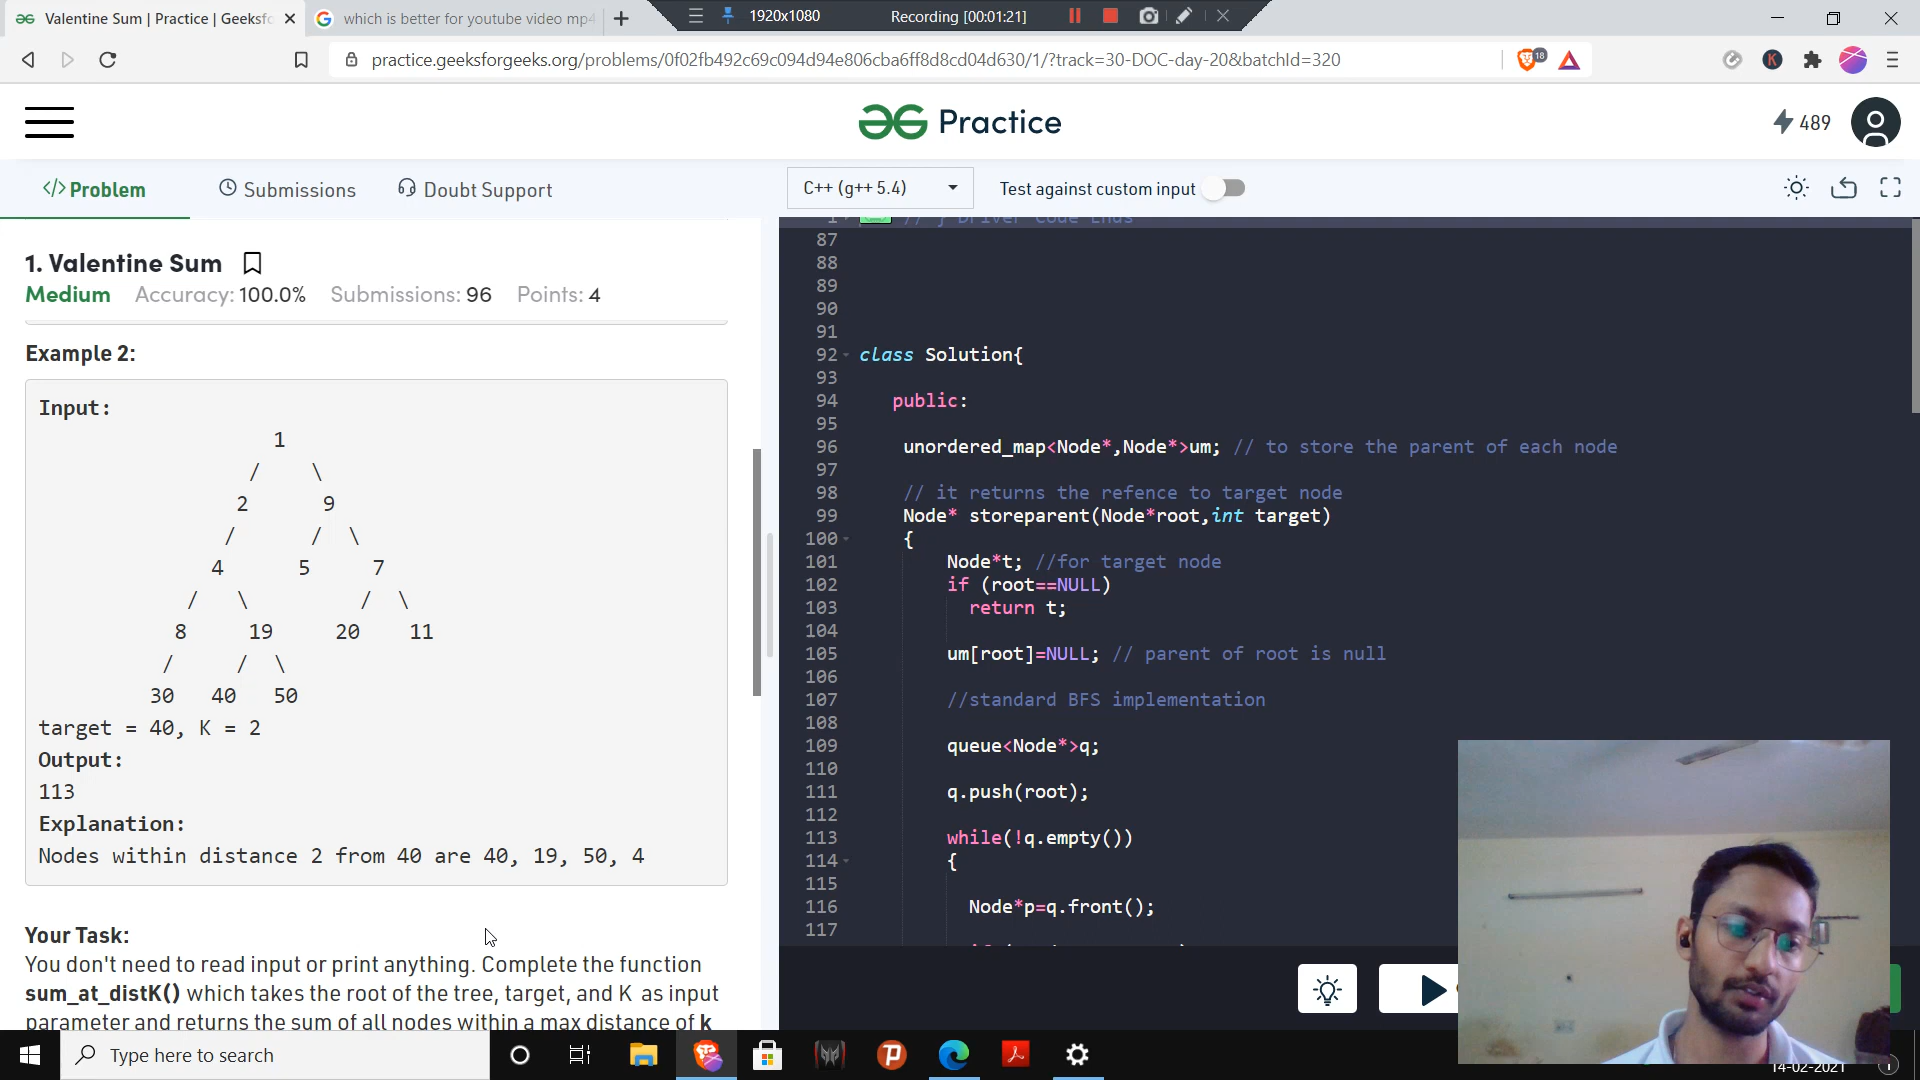 Valentine Sum | Practice | Geeksfo
which is better for youtube video mp4
1920x1080
Recording [00:01:21]
practice.geeksforgeeks.org/problems/0f02fb492c69c094d94e806cba6ff8d8cd04d630/1/?track=30-DOC-day-20&batchId=320
18
K
Practice
489
</> Problem
Submissions
Doubt Support
C++ (g++ 5.4)
Test against custom input
1. Valentine Sum
Medium Accuracy: 100.0% Submissions: 96 Points: 4
Example 2:
Input:
1
/ \
2 9
/ / \
4 5 7
/ \ / \
8 19 20 11
/ / \
30 40 50
target = 40, K = 2
Output:
113
Explanation:
Nodes within distance 2 from 40 are 40, 19, 50, 4
Your Task:
You don't need to read input or print anything. Complete the function
sum_at_distK() which takes the root of the tree, target, and K as input
parameter and returns the sum of all nodes within a max distance of k
1 // } Driver Code Ends
87
88
89
90
91
92 class Solution{
93
94 public:
95
96 unordered_map<Node*,Node*>um; // to store the parent of each node
97
98 // it returns the refence to target node
99 Node* storeparent(Node*root,int target)
100 {
101 Node*t; //for target node
102 if (root==NULL)
103 return t;
104
105 um[root]=NULL; // parent of root is null
106
107 //standard BFS implementation
108
109 queue<Node*>q;
110
111 q.push(root);
112
113 while(!q.empty())
114 {
115
116 Node*p=q.front();
117
Type here to search
14-02-2021
1